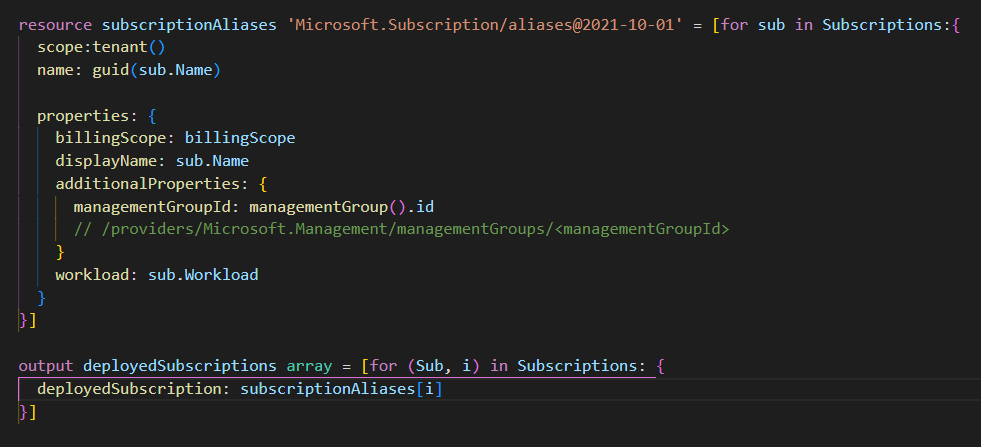 resource subscriptionAliases 'Microsoft.Subscription/aliases@2021-10-01' = [for sub in Subscriptions:{
  scope:tenant()
  name: guid(sub.Name)

  properties: {
    billingScope: billingScope
    displayName: sub.Name
    additionalProperties: {
      managementGroupId: managementGroup().id
      // /providers/Microsoft.Management/managementGroups/<managementGroupId>
    }
    workload: sub.Workload
  }
}]

output deployedSubscriptions array = [for (Sub, i) in Subscriptions: {
  deployedSubscription: subscriptionAliases[i]
}]